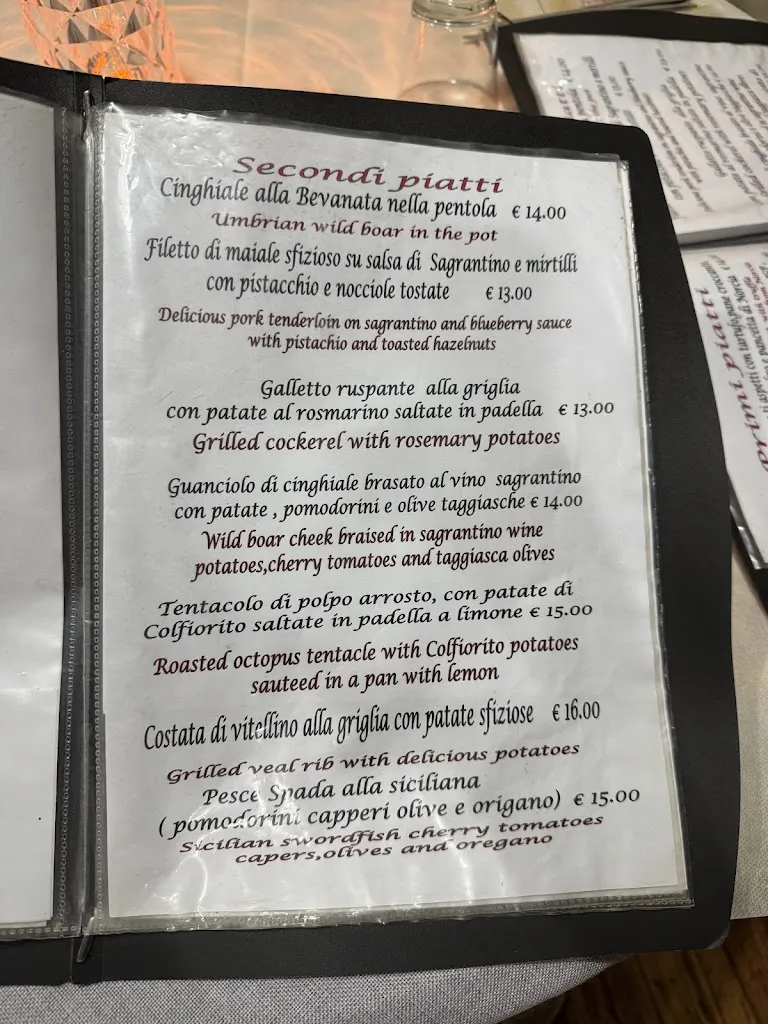 Secondi piatti
Cinghiale alla Bevanata nella pentola € 14.00
Umbrian wild boar in the pot
Filetto di maiale sfizioso su salsa di Sagrantino e mirtilli
con pistacchio e nocciole tostate € 13.00
Delicious pork tenderloin on sagrantino and blueberry sauce
with pistachio and toasted hazelnuts
Galletto ruspante alla griglia
con patate al rosmarino saltate in padella € 13.00
Grilled cockerel with rosemary potatoes
Guanciolo di cinghiale brasato al vino sagrantino
con patate , pomodorini e olive taggiasche € 14.00
Wild boar cheek braised in sagrantino wine
potatoes,cherry tomatoes and taggiasca olives
Tentacolo di polpo arrosto, con patate di
Colfiorito saltate in padella a limone € 15.00
Roasted octopus tentacle with Colfiorito potatoes
sauteed in a pan with lemon
Costata di vitellino alla griglia con patate sfiziose € 16.00
Grilled veal rib with delicious potatoes
Pesce Spada alla siciliana
( pomodorini capperi olive e origano) € 15.00
Sicilian swordfish cherry tomatoes
capers,olives and oregano
Primi piatti